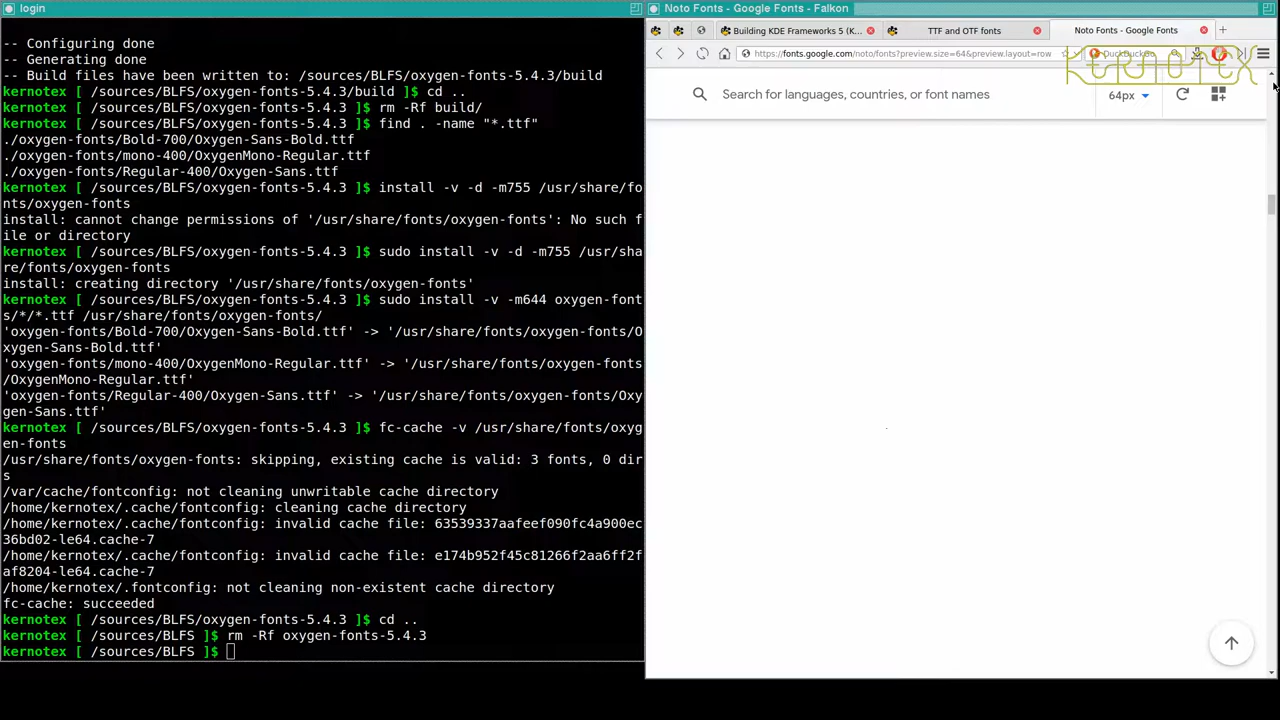 login
-- Configuring done
-- Generating done
-- Build files have been written to: /sources/BLFS/oxygen-fonts-5.4.3/build
kernotex [ /sources/BLFS/oxygen-fonts-5.4.3/build ]$ cd ..
kernotex [ /sources/BLFS/oxygen-fonts-5.4.3 ]$ rm -Rf build/
kernotex [ /sources/BLFS/oxygen-fonts-5.4.3 ]$ find . -name "*.ttf"
./oxygen-fonts/Bold-700/Oxygen-Sans-Bold.ttf
./oxygen-fonts/mono-400/OxygenMono-Regular.ttf
./oxygen-fonts/Regular-400/Oxygen-Sans.ttf
kernotex [ /sources/BLFS/oxygen-fonts-5.4.3 ]$ install -v -d -m755 /usr/share/fo
nts/oxygen-fonts
install: cannot change permissions of '/usr/share/fonts/oxygen-fonts': No such f
ile or directory
kernotex [ /sources/BLFS/oxygen-fonts-5.4.3 ]$ sudo install -v -d -m755 /usr/sha
re/fonts/oxygen-fonts
install: creating directory '/usr/share/fonts/oxygen-fonts'
kernotex [ /sources/BLFS/oxygen-fonts-5.4.3 ]$ sudo install -v -m644 oxygen-font
s/*/*.ttf /usr/share/fonts/oxygen-fonts/
'oxygen-fonts/Bold-700/Oxygen-Sans-Bold.ttf' -> '/usr/share/fonts/oxygen-fonts/O
xygen-Sans-Bold.ttf'
'oxygen-fonts/mono-400/OxygenMono-Regular.ttf' -> '/usr/share/fonts/oxygen-fonts
/OxygenMono-Regular.ttf'
'oxygen-fonts/Regular-400/Oxygen-Sans.ttf' -> '/usr/share/fonts/oxygen-fonts/Oxy
gen-Sans.ttf'
kernotex [ /sources/BLFS/oxygen-fonts-5.4.3 ]$ fc-cache -v /usr/share/fonts/oxyg
en-fonts
/usr/share/fonts/oxygen-fonts: skipping, existing cache is valid: 3 fonts, 0 dir
s
/var/cache/fontconfig: not cleaning unwritable cache directory
/home/kernotex/.cache/fontconfig: cleaning cache directory
/home/kernotex/.cache/fontconfig: invalid cache file: 63539337aafeef090fc4a900ec
36bd02-le64.cache-7
/home/kernotex/.cache/fontconfig: invalid cache file: e174b952f45c81266f2aa6ff2f
af8204-le64.cache-7
/home/kernotex/.fontconfig: not cleaning non-existent cache directory
fc-cache: succeeded
kernotex [ /sources/BLFS/oxygen-fonts-5.4.3 ]$ cd ..
kernotex [ /sources/BLFS ]$ rm -Rf oxygen-fonts-5.4.3
kernotex [ /sources/BLFS ]$
Noto Fonts - Google Fonts - Falkon
Building KDE Frameworks 5 (K... TTF and OTF fonts Noto Fonts - Google Fonts
https://fonts.google.com/noto/fonts?preview.size=64&preview.layout=row DuckDuckGo
KERNOTEX
Search for languages, countries, or font names 64px